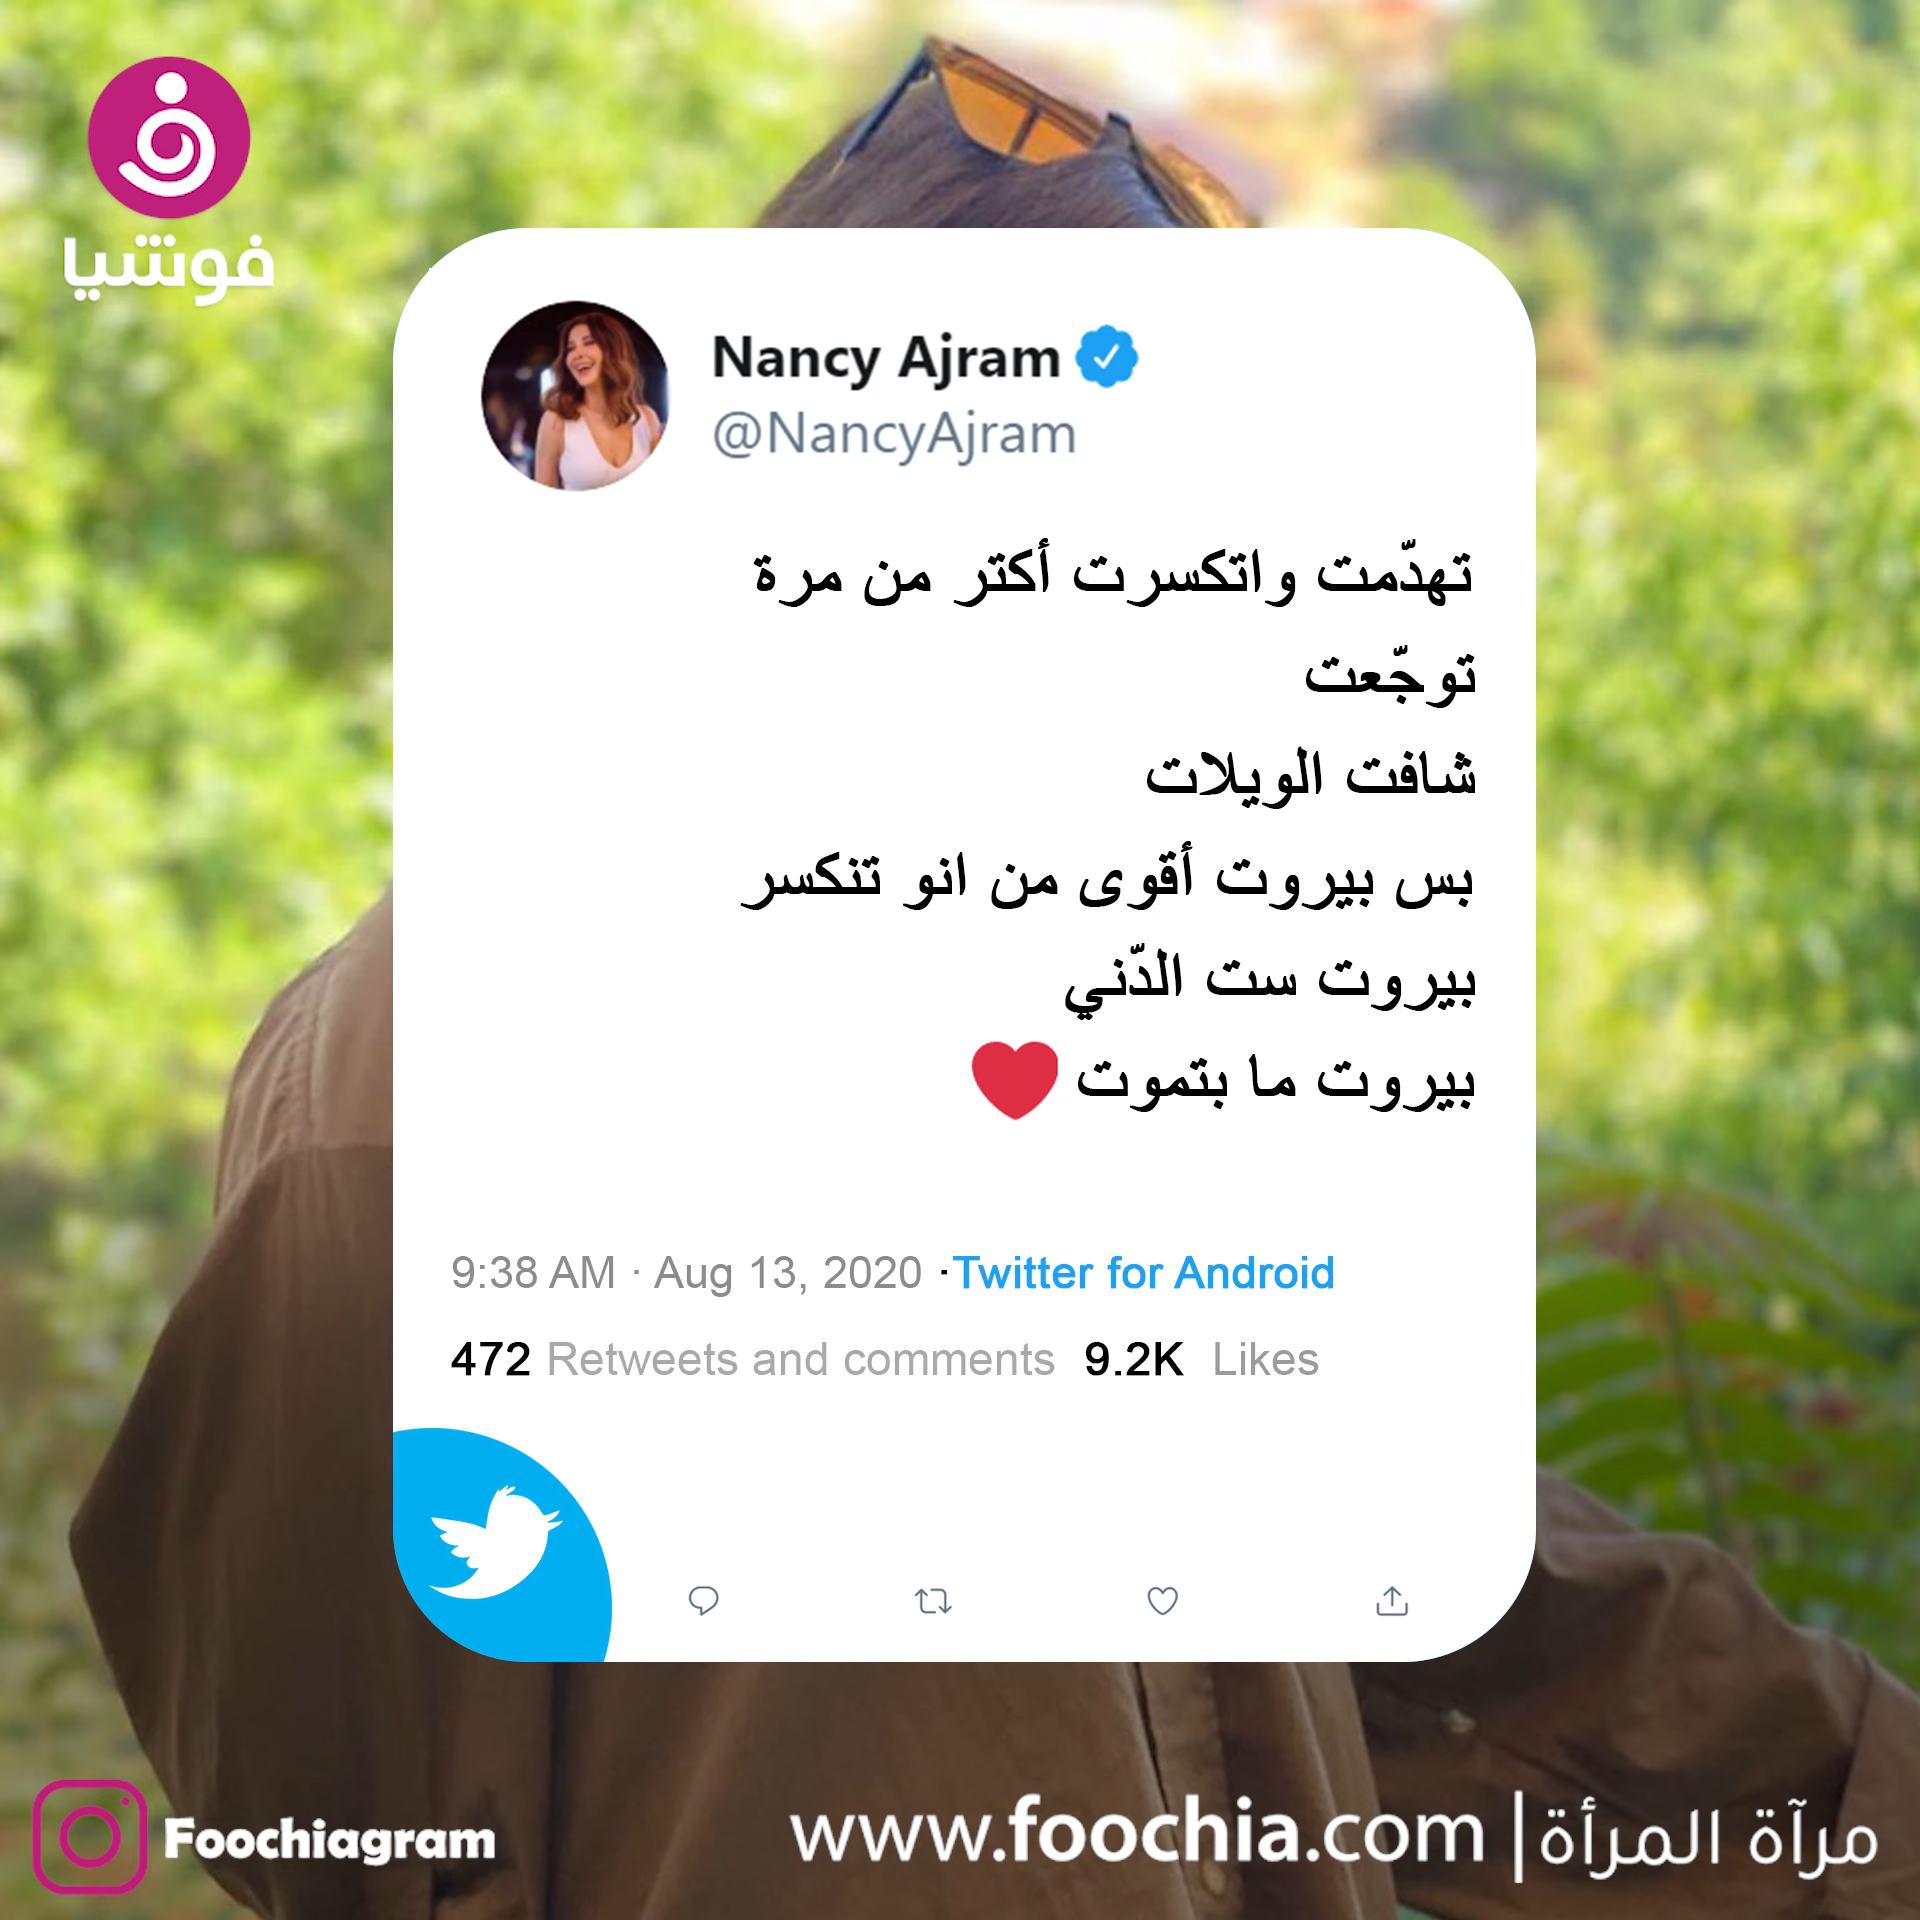 فوشيا
Nancy Ajram
@NancyAjram
تهدّمت واتكسرت أكتر من مرة
توجّعت
شافت الويلات
بس بيروت أقوى من انو تنكسر
بيروت ست الدّني
بيروت ما بتموت ❤
9:38 AM · Aug 13, 2020 · Twitter for Android
472 Retweets and comments 9.2K Likes
Foochiagram
www.foochia.com | مرآة المرأة